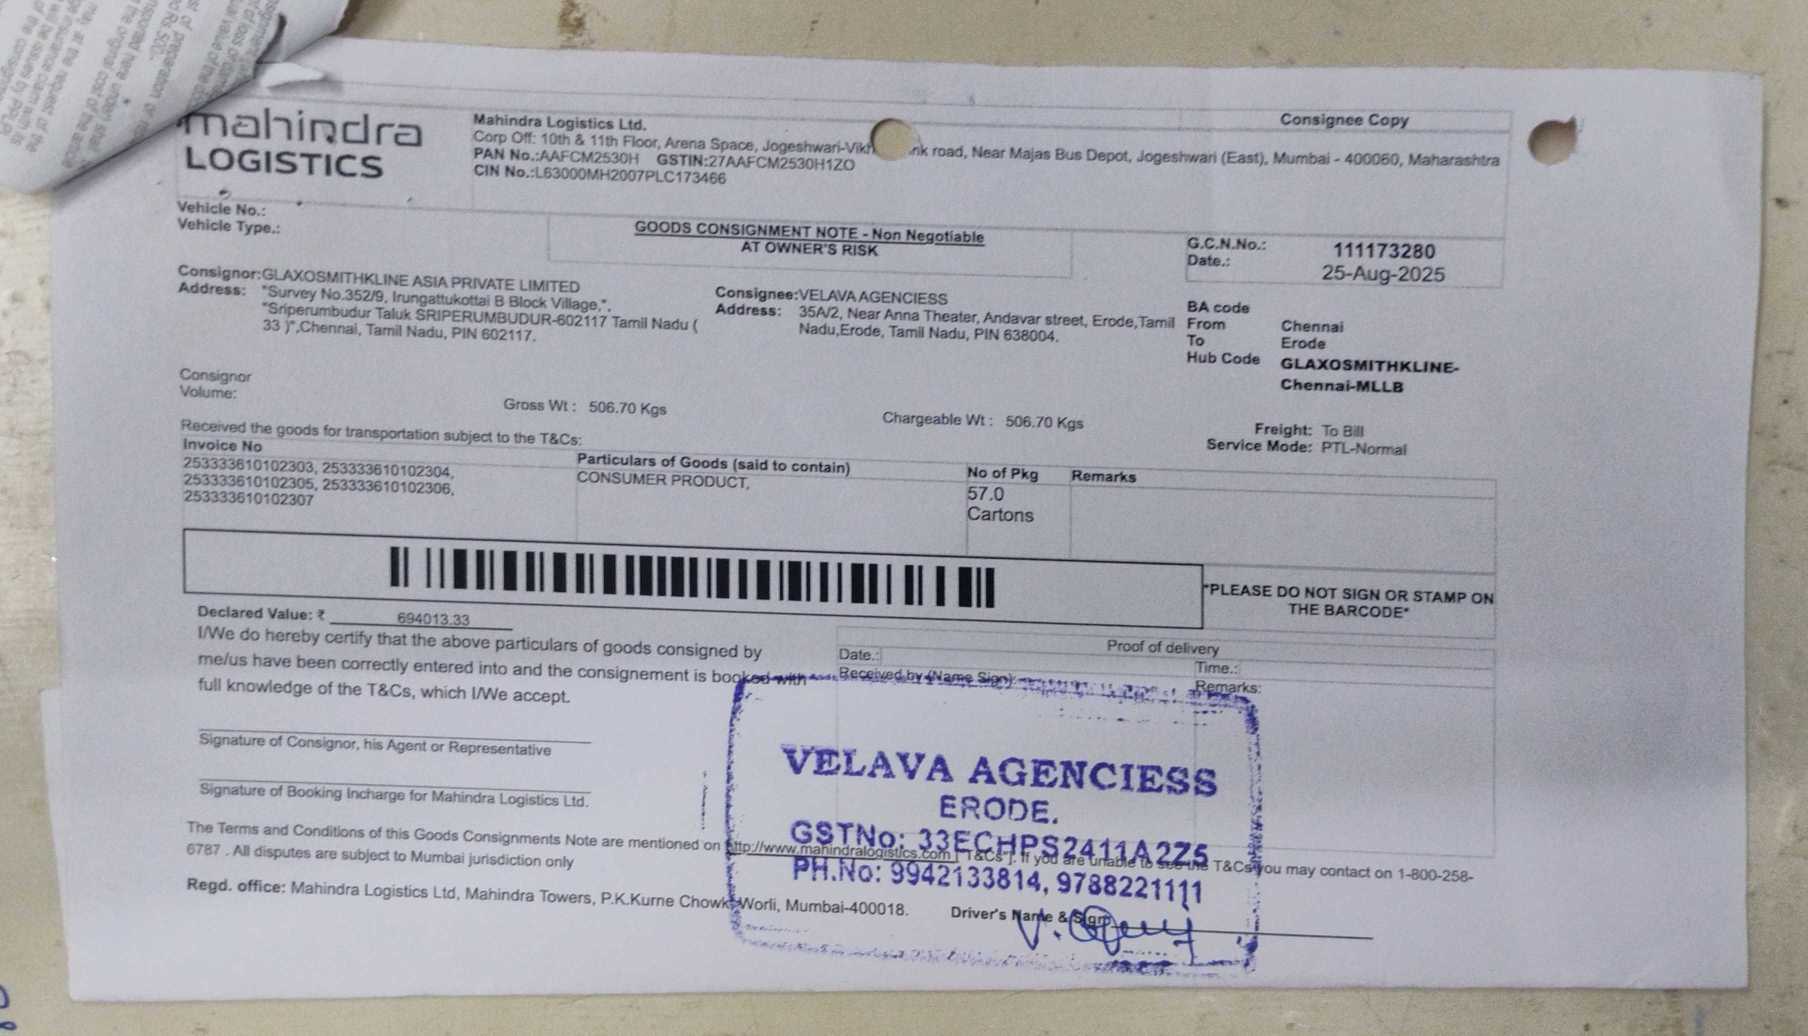 mahindra
LOGISTICS
Mahindra Logistics Ltd.
Corp Off: 10th & 11th Floor, Arena Space, Jogeshwari-Vikh nk road, Near Majas Bus Depot, Jogeshwari (East), Mumbai - 400060, Maharashtra
PAN No.:AAFCM2530H GSTIN:27AAFCM2530H1ZO
CIN No.:L63000MH2007PLC173466
Consignee Copy
Vehicle No.:
Vehicle Type.:
GOODS CONSIGNMENT NOTE - Non Negotiable
AT OWNER'S RISK
G.C.N.No.: 111173280
Date.: 25-Aug-2025
Consignor:GLAXOSMITHKLINE ASIA PRIVATE LIMITED
Address: "Survey No.352/9, Irungattukottai B Block Village,",
"Sriperumbudur Taluk SRIPERUMBUDUR-602117 Tamil Nadu (
33 )",Chennai, Tamil Nadu, PIN 602117.
Consignee:VELAVA AGENCIESS
Address: 35A/2, Near Anna Theater, Andavar street, Erode,Tamil
Nadu,Erode, Tamil Nadu, PIN 638004.
BA code
From Chennai
To Erode
Hub Code GLAXOSMITHKLINE-
Chennai-MLLB
Consignor
Volume:
Gross Wt : 506.70 Kgs
Chargeable Wt : 506.70 Kgs
Freight: To Bill
Service Mode: PTL-Normal
Received the goods for transportation subject to the T&Cs:
Invoice No
253333610102303, 253333610102304,
253333610102305, 253333610102306,
253333610102307
Particulars of Goods (said to contain)
CONSUMER PRODUCT,
No of Pkg
57.0
Cartons
Remarks
*PLEASE DO NOT SIGN OR STAMP ON
THE BARCODE*
Declared Value: ₹ 694013.33
I/We do hereby certify that the above particulars of goods consigned by
me/us have been correctly entered into and the consignement is booked with
full knowledge of the T&Cs, which I/We accept.
Proof of delivery
Date.:
Time.:
Received by (Name Sign):
Remarks:
Signature of Consignor, his Agent or Representative
Signature of Booking Incharge for Mahindra Logistics Ltd.
VELAVA AGENCIESS
ERODE.
GSTNo: 33ECHPS2411A2Z5
PH.No: 9942133814, 9788221111
The Terms and Conditions of this Goods Consignments Note are mentioned on http://www.mahindralogistics.com [ T&Cs ]. If you are unable to see the T&Cs you may contact on 1-800-258-
6787 . All disputes are subject to Mumbai jurisdiction only
Regd. office: Mahindra Logistics Ltd, Mahindra Towers, P.K.Kurne Chowk, Worli, Mumbai-400018.
Driver's Name & Sign